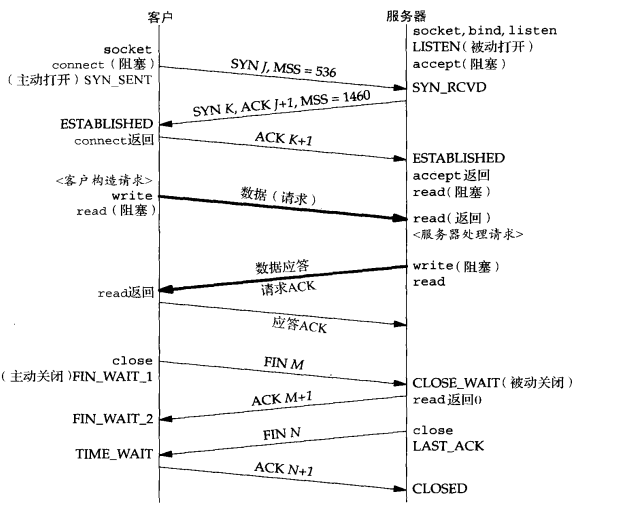 客户
服务器
socket, bind, listen
LISTEN(被动打开)
accept(阻塞)
socket
connect(阻塞)
(主动打开)SYN_SENT
SYN J, MSS = 536
SYN_RCVD
SYN K, ACK J+1, MSS = 1460
ESTABLISHED
connect返回
ACK K+1
ESTABLISHED
accept返回
read(阻塞)
<客户构造请求>
write
read(阻塞)
数据(请求)
read(返回)
<服务器处理请求>
数据应答
请求ACK
write(阻塞)
read
read返回
应答ACK
close
(主动关闭)FIN_WAIT_1
FIN M
CLOSE_WAIT(被动关闭)
read返回0
ACK M+1
FIN_WAIT_2
close
LAST_ACK
FIN N
TIME_WAIT
ACK N+1
CLOSED